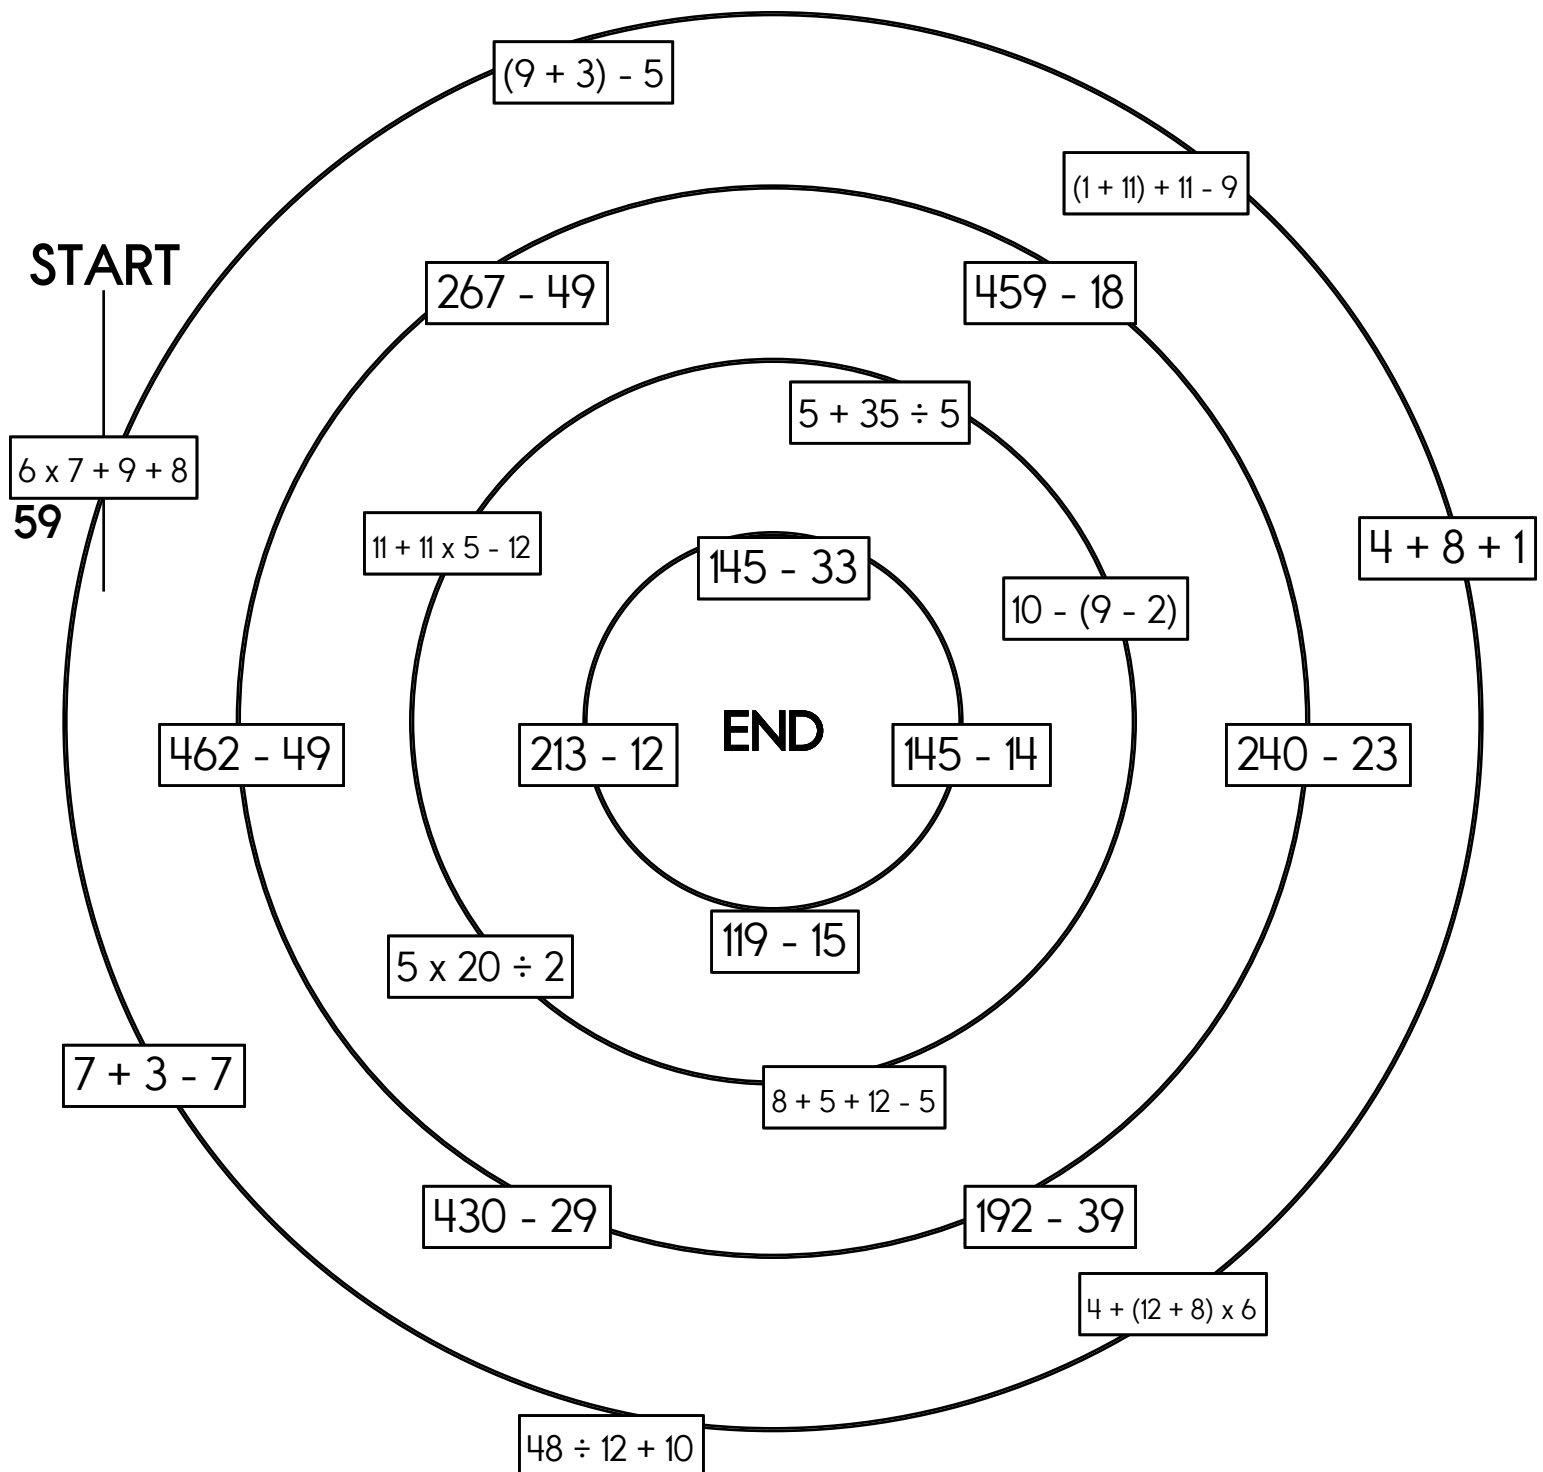 (9 + 3) - 5
(1 + 11) + 11 - 9
START
267 - 49
459 - 18
5 + 35 ÷ 5
6 x 7 + 9 + 8
59
11 + 11 x 5 - 12
4 + 8 + 1
145 - 33
10 - (9 - 2)
END
462 - 49
213 - 12
145 - 14
240 - 23
119 - 15
5 x 20 ÷ 2
7 + 3 - 7
8 + 5 + 12 - 5
430 - 29
192 - 39
4 + (12 + 8) x 6
48 ÷ 12 + 10